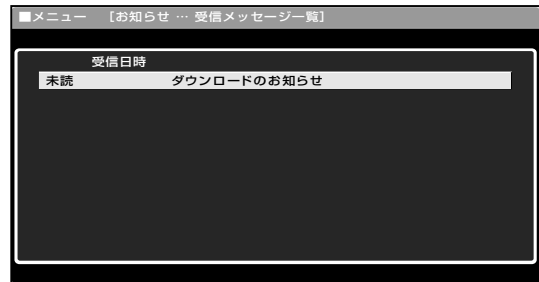 ■メニュー　[お知らせ … 受信メッセージ一覧]
受信日時
未読　ダウンロードのお知らせ